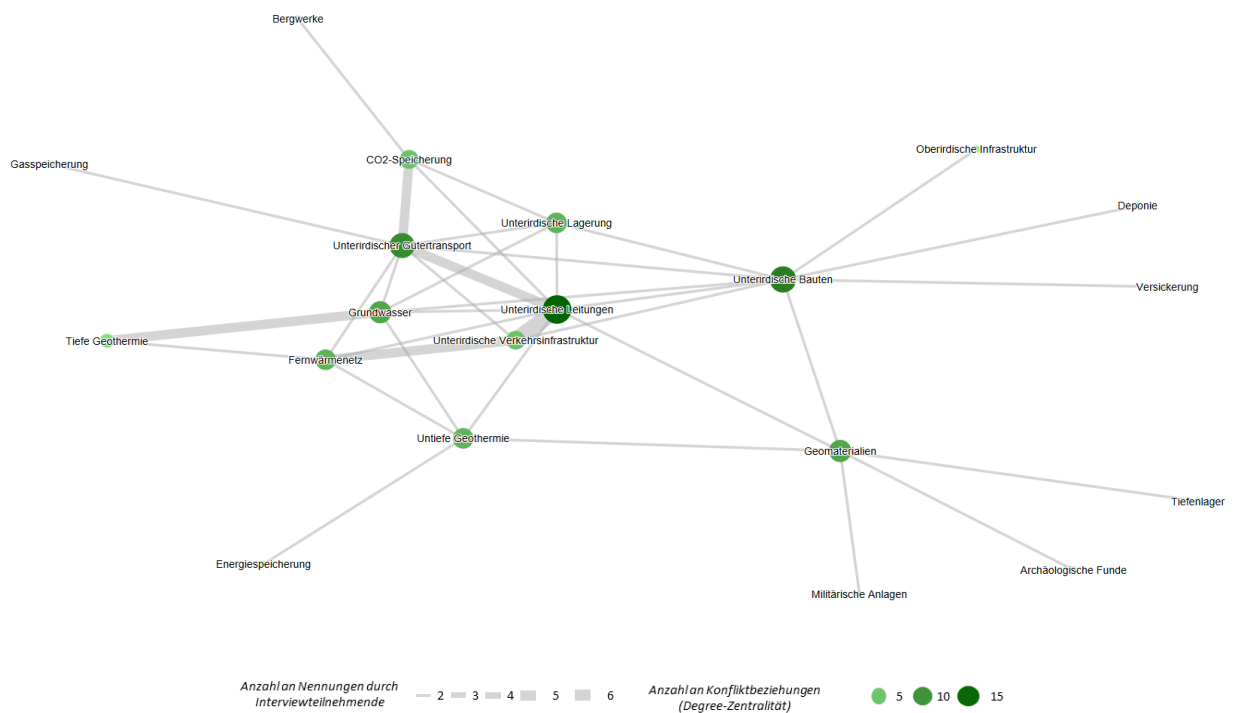 Bergwerke
Oberirdische Infrastruktur
CO2-Speicherung
Gasspeicherung
Deponie
Unterirdische Lagerung
Unterirdischer Gütertransport
Unterirdische Bauten
Versickerung
Grundwasser
Unterirdische Leitungen
Tiefe Geothermie
Unterirdische Verkehrsinfrastruktur
Fernwärmenetz
Untiefe Geothermie
Geomaterialien
Tiefenlager
Energiespeicherung
Archäologische Funde
Militärische Anlagen
Anzahl an Nennungen durch
Interviewteilnehmende
2 3 4 5 6
Anzahl an Konfliktbeziehungen
(Degree-Zentralität)
5 10 15